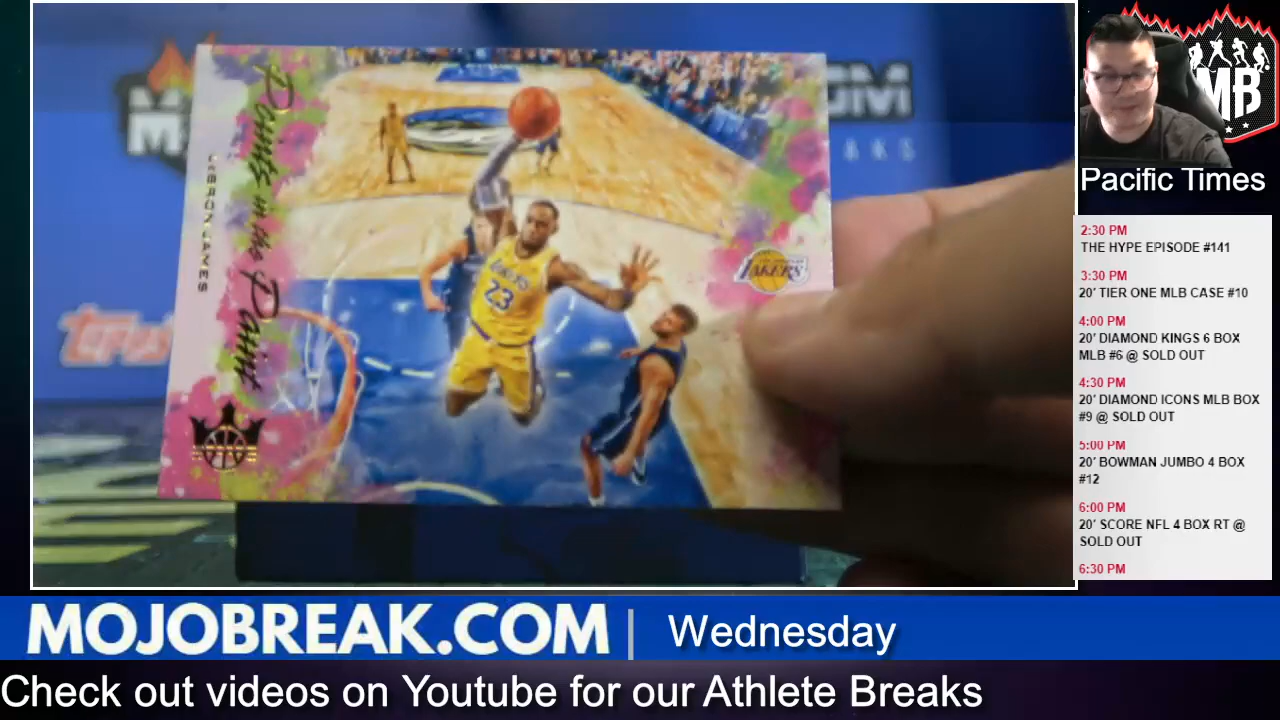 Points in the Paint
LeBRON JAMES
LAKERS
LAKERS
23
TOPPS
MB
Pacific Times
2:30 PM
THE HYPE EPISODE #141
3:30 PM
20' TIER ONE MLB CASE #10
4:00 PM
20' DIAMOND KINGS 6 BOX
MLB #6 @ SOLD OUT
4:30 PM
20' DIAMOND ICONS MLB BOX
#9 @ SOLD OUT
5:00 PM
20' BOWMAN JUMBO 4 BOX
#12
6:00 PM
20' SCORE NFL 4 BOX RT @
SOLD OUT
6:30 PM
MOJOBREAK.COM | Wednesday
Check out videos on Youtube for our Athlete Breaks